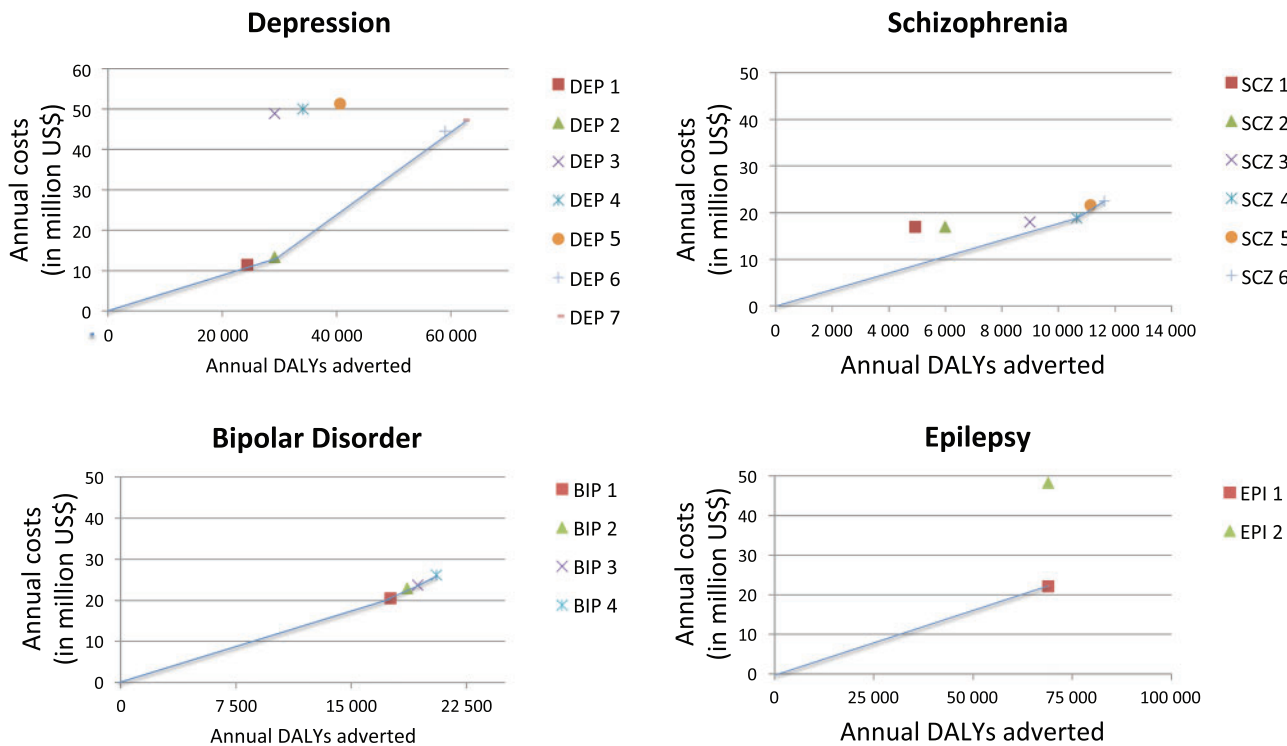 Depression
Annual costs
(in million US$)
60
50
40
30
20
10
0
0 20 000 40 000 60 000
Annual DALYs adverted
DEP 1
DEP 2
DEP 3
DEP 4
DEP 5
DEP 6
DEP 7
Schizophrenia
Annual costs
(in million US$)
50
40
30
20
10
0
0 2 000 4 000 6 000 8 000 10 000 12 000 14 000
Annual DALYs adverted
SCZ 1
SCZ 2
SCZ 3
SCZ 4
SCZ 5
SCZ 6
Bipolar Disorder
Annual costs
(in million US$)
50
40
30
20
10
0
0 7 500 15 000 22 500
Annual DALYs adverted
BIP 1
BIP 2
BIP 3
BIP 4
Epilepsy
Annual costs
(in million US$)
50
40
30
20
10
0
0 25 000 50 000 75 000 100 000
Annual DALYs adverted
EPI 1
EPI 2